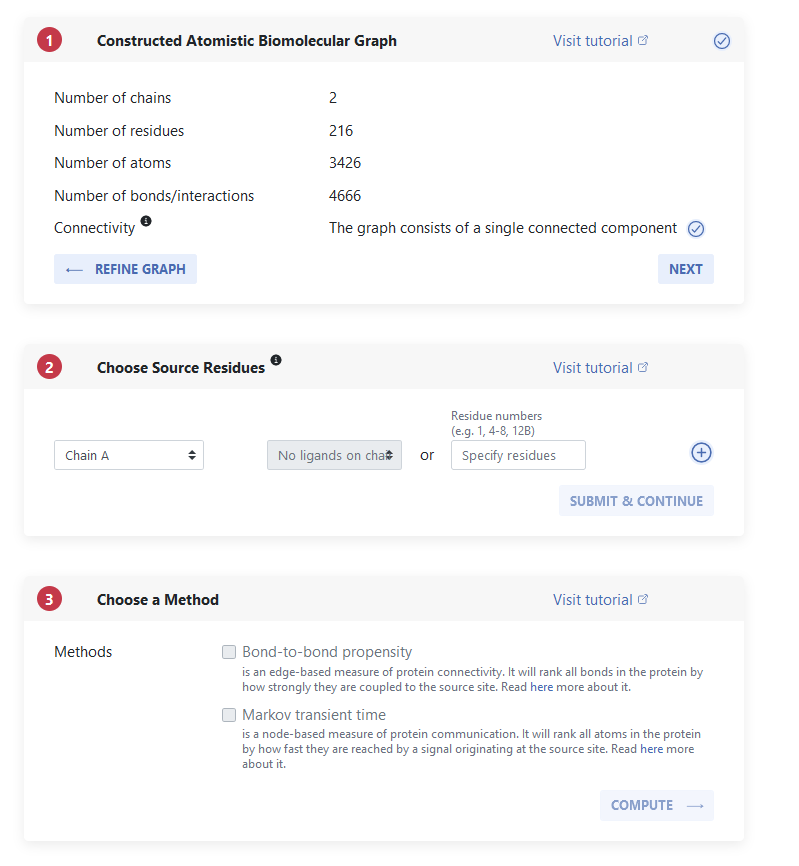 1 Constructed Atomistic Biomolecular Graph Visit tutorial
Number of chains 2
Number of residues 216
Number of atoms 3426
Number of bonds/interactions 4666
Connectivity i The graph consists of a single connected component
← REFINE GRAPH NEXT
2 Choose Source Residues i Visit tutorial
Residue numbers
(e.g. 1, 4-8, 12B)
Chain A No ligands on chai or Specify residues
SUBMIT & CONTINUE
3 Choose a Method Visit tutorial
Methods Bond-to-bond propensity
is an edge-based measure of protein connectivity. It will rank all bonds in the protein by
how strongly they are coupled to the source site. Read here more about it.
Markov transient time
is a node-based measure of protein communication. It will rank all atoms in the protein
by how fast they are reached by a signal originating at the source site. Read here more
about it.
COMPUTE →